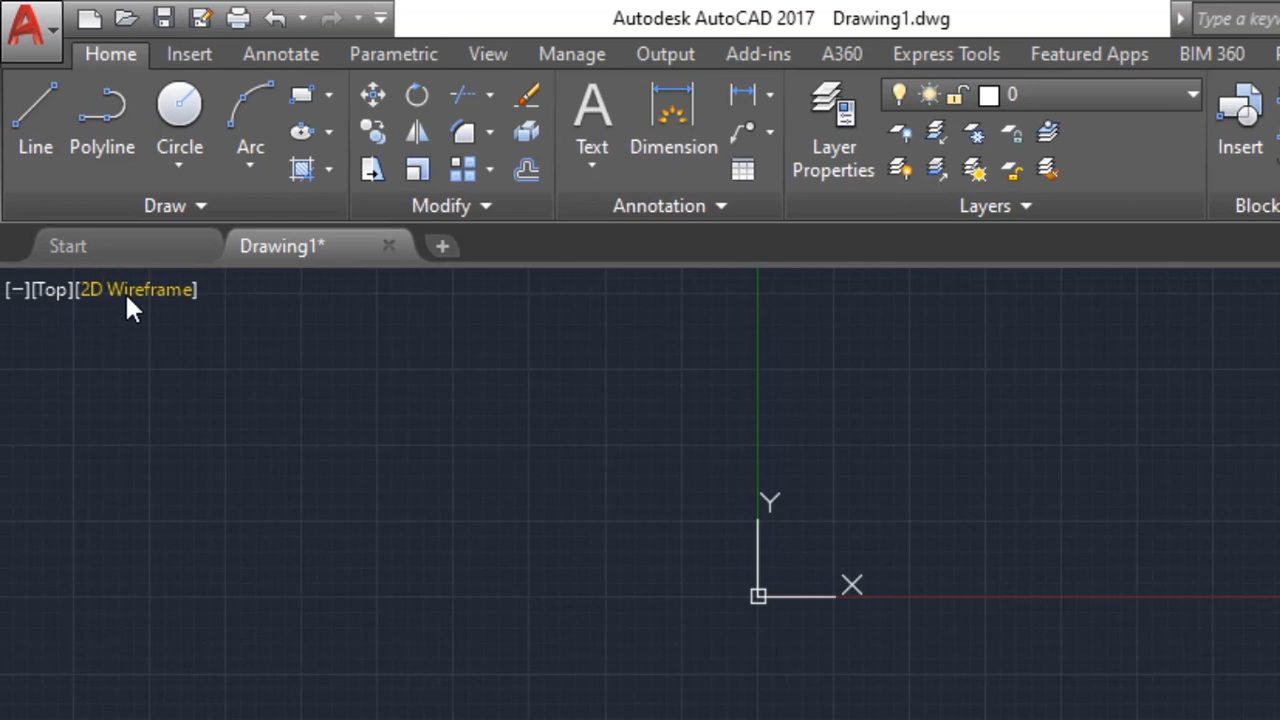 Autodesk AutoCAD 2017 Drawing1.dwg
Type a keyw
Home Insert Annotate Parametric View Manage Output Add-ins A360 Express Tools Featured Apps BIM 360
0
Line Polyline Circle Arc
Text Dimension
Layer
Properties
Insert
Draw Modify Annotation Layers Block
Start Drawing1*
[−][Top][2D Wireframe]
Y
X